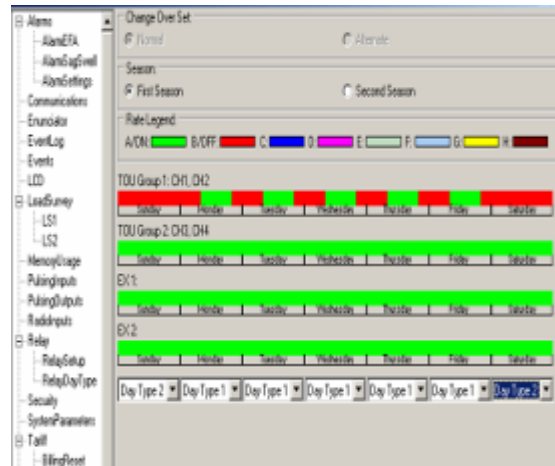 Alarms
AlarmEFA
AlarmSagSwell
AlarmSettings
Communications
Enunciator
EventLog
Events
LCD
LoadSurvey
LS1
LS2
MemoryUsage
PulsingInputs
PulsingOutputs
RadioInputs
Relay
RelaySetup
RelayDayType
Security
SystemParameters
Tariff
BillingReset
Change Over Set
Normal Alternate
Season
First Season Second Season
Rate Legend
A/ON: B/OFF: C: D: E: F: G: H:
TOU Group 1: CH1, CH2
Sunday Monday Tuesday Wednesday Thursday Friday Saturday
TOU Group 2: CH3, CH4
Sunday Monday Tuesday Wednesday Thursday Friday Saturday
EX 1:
Sunday Monday Tuesday Wednesday Thursday Friday Saturday
EX 2:
Sunday Monday Tuesday Wednesday Thursday Friday Saturday
Day Type 2 Day Type 1 Day Type 1 Day Type 1 Day Type 1 Day Type 1 Day Type 2